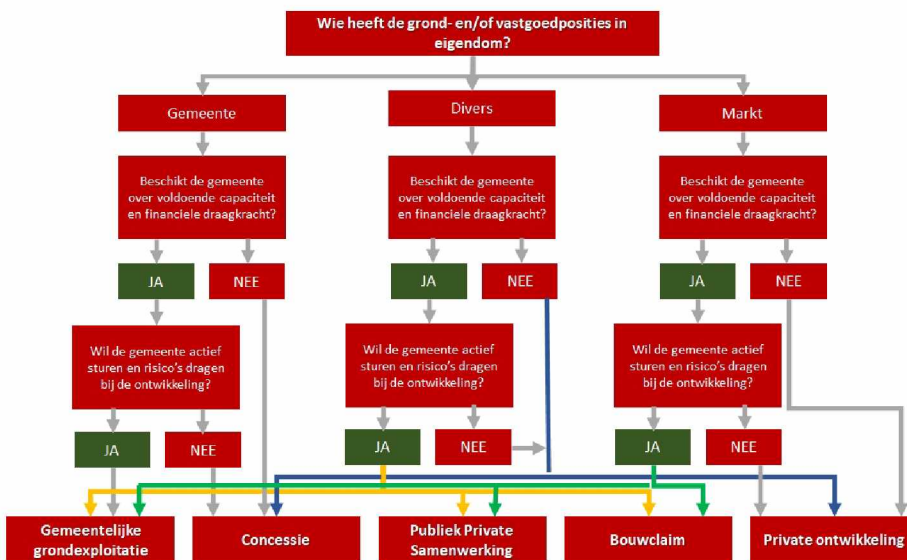 Wie heeft de grond- en/of vastgoedposities in
eigendom?
Gemeente
Divers
Markt
Beschikt de gemeente
over voldoende capaciteit
en financiele draagkracht?
Beschikt de gemeente
over voldoende capaciteit
en financiele draagkracht?
Beschikt de gemeente
over voldoende capaciteit
en financiele draagkracht?
JA
NEE
JA
NEE
JA
NEE
Wil de gemeente actief
sturen en risico's dragen
bij de ontwikkeling?
Wil de gemeente actief
sturen en risico's dragen
bij de ontwikkeling?
Wil de gemeente actief
sturen en risico's dragen
bij de ontwikkeling?
JA
NEE
JA
NEE
JA
NEE
Gemeentelijke
grondexploitatie
Concessie
Publiek Private
Samenwerking
Bouwclaim
Private ontwikkeling